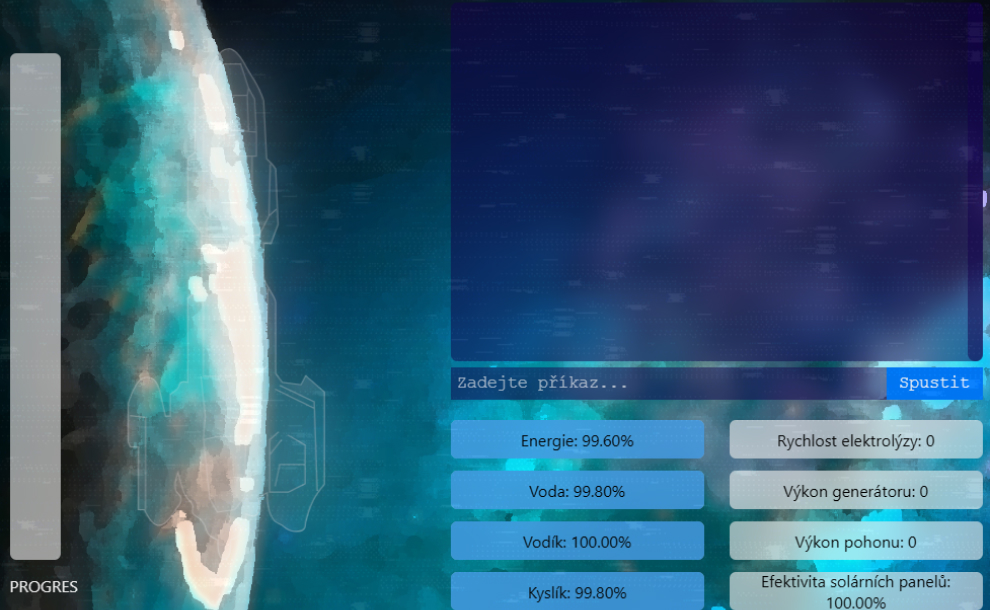 Zadejte příkaz...
Spustit
Energie: 99.60%
Rychlost elektrolýzy: 0
Voda: 99.80%
Výkon generátoru: 0
Vodík: 100.00%
Výkon pohonu: 0
Kyslík: 99.80%
Efektivita solárních panelů:
100.00%
PROGRES